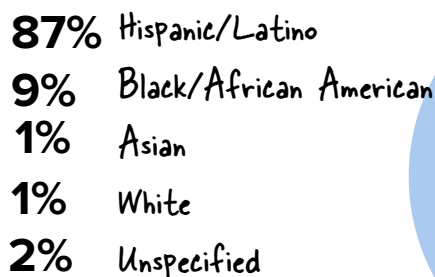 87% Hispanic/Latino
9% Black/African American
1% Asian
1% White
2% Unspecified